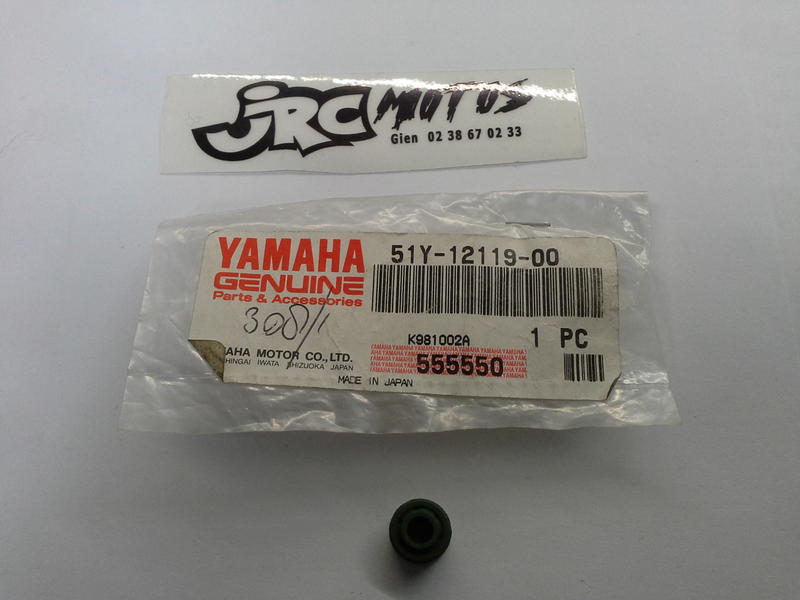 JRC MOTOS
Gien 02 38 67 02 33
YAMAHA
GENUINE
Parts & Accessories
51Y-12119-00
308/1
K981002A
1 PC
555550
AHA MOTOR CO., LTD.
SHINGAI IWATA SHIZUOKA JAPAN
MADE IN JAPAN